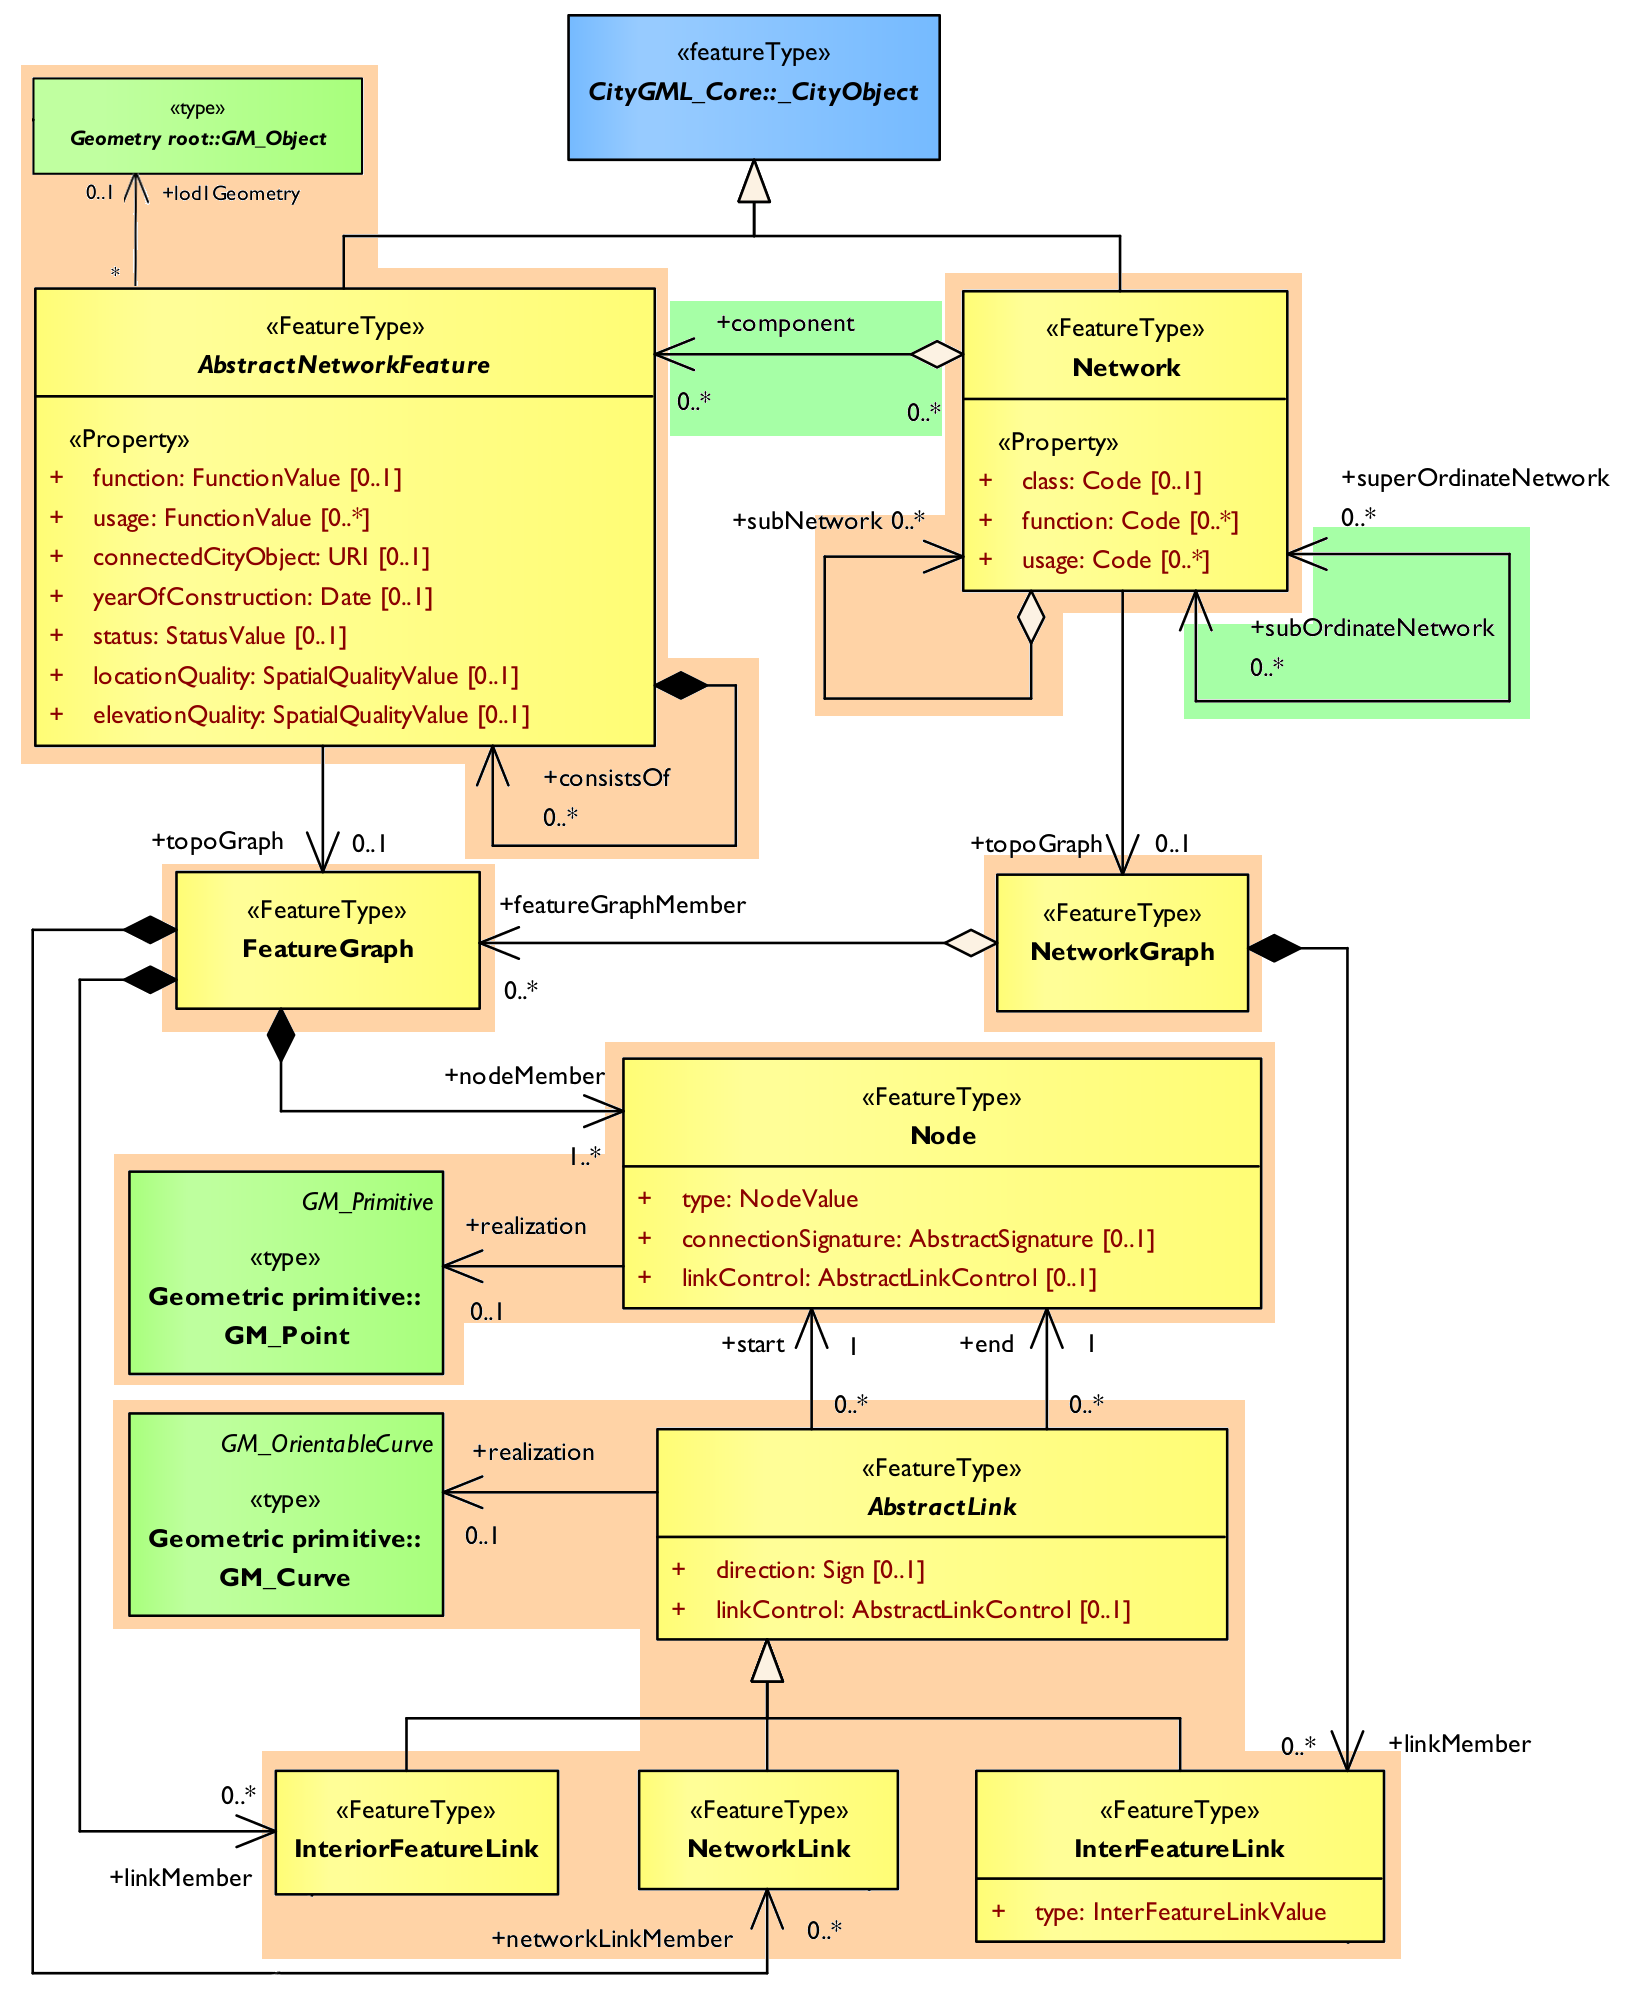 «featureType»
CityGML_Core::_CityObject
«type»
Geometry root::GM_Object
0..1
+lod1Geometry
*
«FeatureType»
AbstractNetworkFeature
«Property»
+ function: FunctionValue [0..1]
+ usage: FunctionValue [0..*]
+ connectedCityObject: URI [0..1]
+ yearOfConstruction: Date [0..1]
+ status: StatusValue [0..1]
+ locationQuality: SpatialQualityValue [0..1]
+ elevationQuality: SpatialQualityValue [0..1]
+component
0..*
0..*
«FeatureType»
Network
«Property»
+ class: Code [0..1]
+ function: Code [0..*]
+ usage: Code [0..*]
+superOrdinateNetwork
0..*
+subNetwork 0..*
+subOrdinateNetwork
0..*
+consistsOf
0..*
+topoGraph
0..1
+topoGraph
0..1
«FeatureType»
FeatureGraph
+featureGraphMember
0..*
«FeatureType»
NetworkGraph
+nodeMember
1..*
«FeatureType»
Node
+ type: NodeValue
+ connectionSignature: AbstractSignature [0..1]
+ linkControl: AbstractLinkControl [0..1]
GM_Primitive
«type»
Geometric primitive::
GM_Point
+realization
0..1
+start
1
+end
1
0..*
0..*
GM_OrientableCurve
«type»
Geometric primitive::
GM_Curve
+realization
0..1
«FeatureType»
AbstractLink
+ direction: Sign [0..1]
+ linkControl: AbstractLinkControl [0..1]
0..*
+linkMember
0..*
+linkMember
«FeatureType»
InteriorFeatureLink
«FeatureType»
NetworkLink
«FeatureType»
InterFeatureLink
+ type: InterFeatureLinkValue
+networkLinkMember
0..*